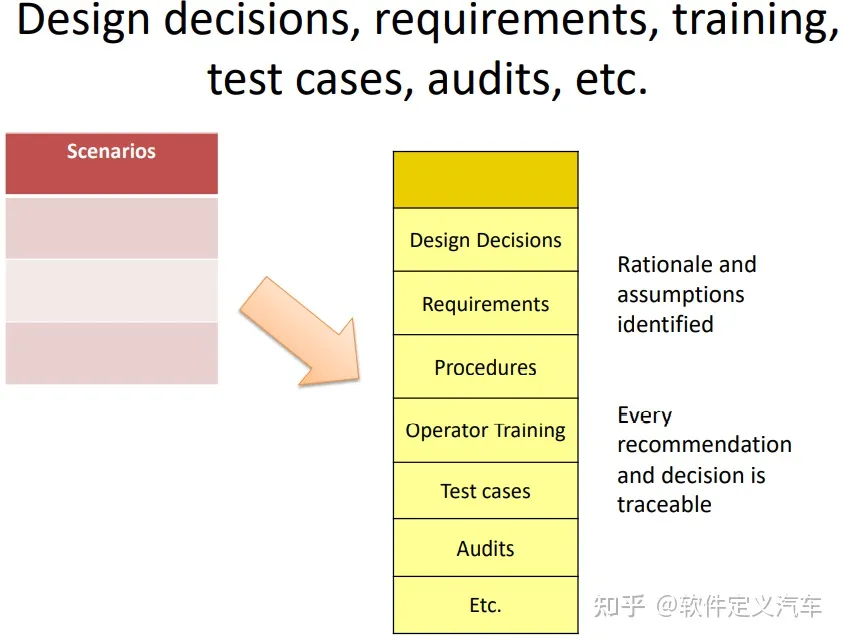 Design decisions, requirements, training,
test cases, audits, etc.
Scenarios
Design Decisions
Requirements
Procedures
Operator Training
Test cases
Audits
Etc.
Rationale and
assumptions
identified
Every
recommendation
and decision is
traceable
知乎 @软件定义汽车